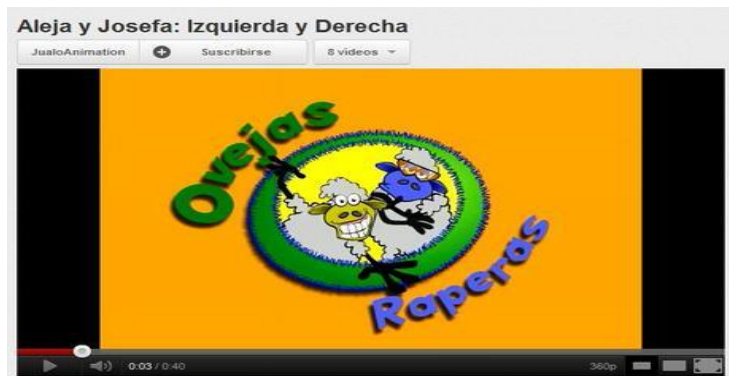 Aleja y Josefa: Izquierda y Derecha
JualoAnimation Suscribirse 8 videos
Ovejas
Raperas
0:03 / 0:40 360p